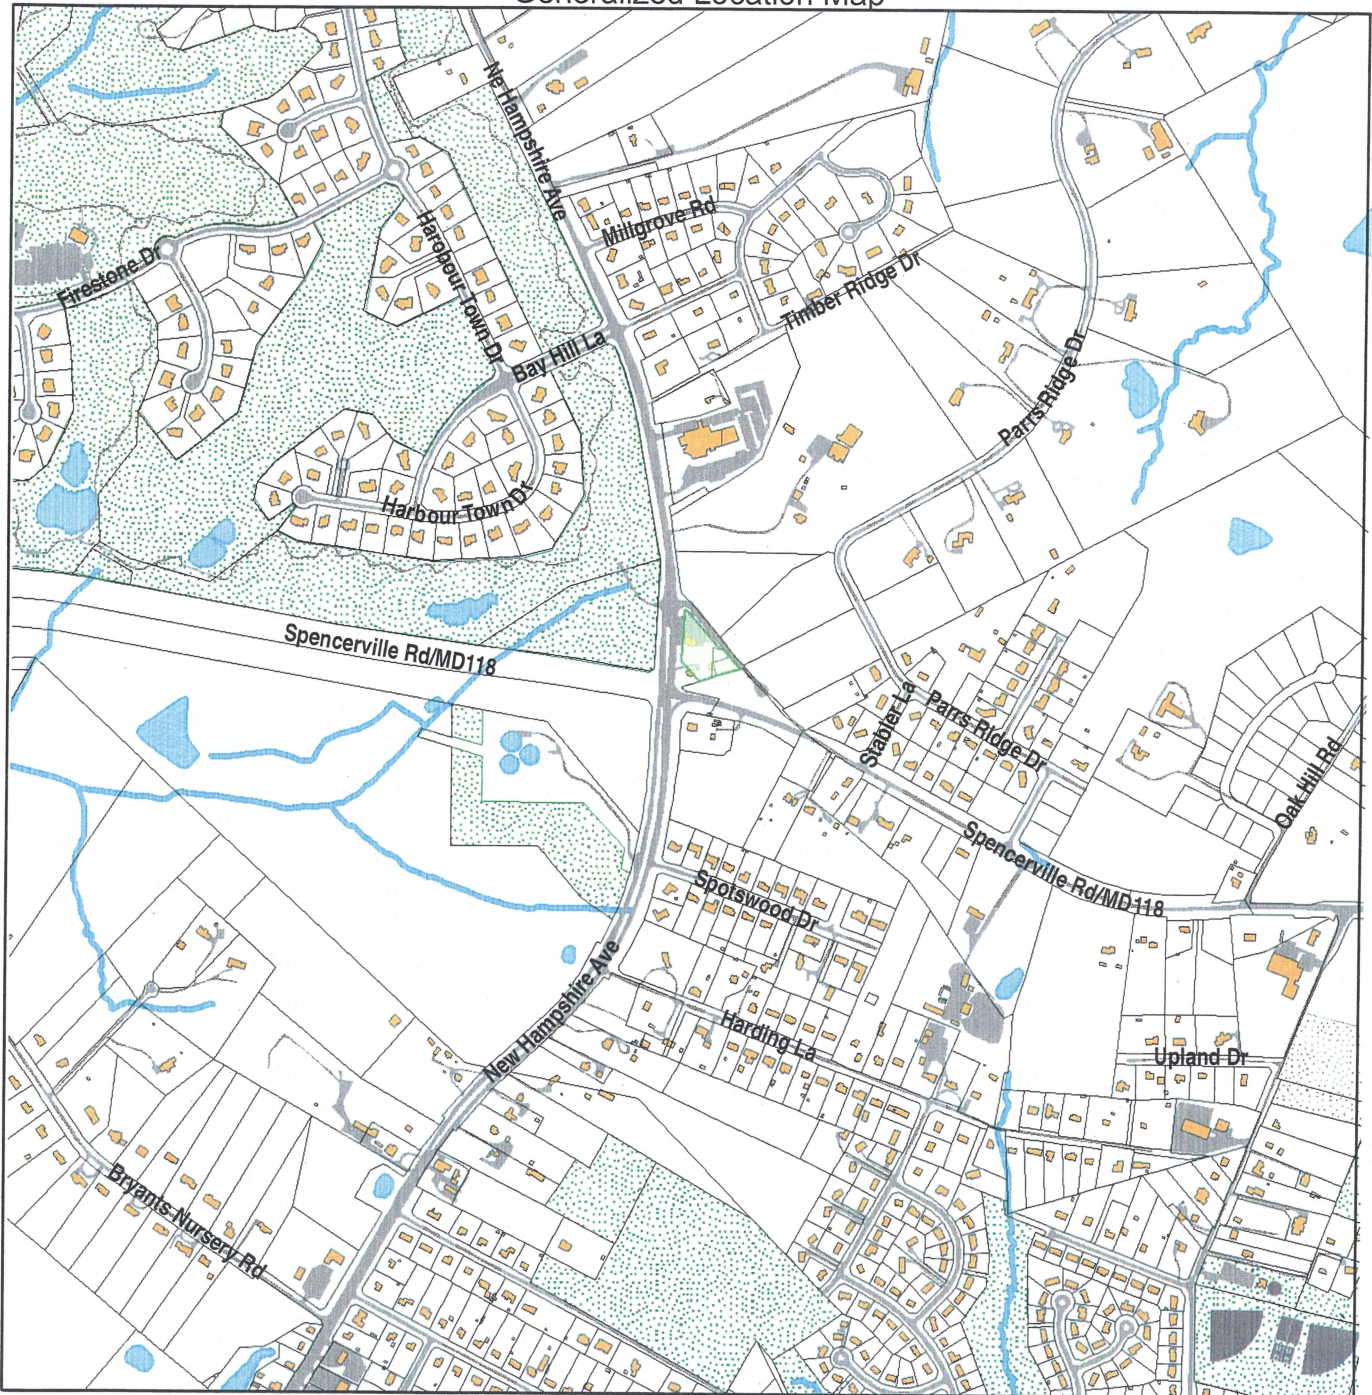 Generalized Location Map
Ne Hampshire Ave
Millgrove Rd
Harobour Town Dr
Firestone Dr
Timber Ridge Dr
Bay Hill La
Parrs Ridge Dr
Harbour Town Dr
Spencerville Rd/MD118
Stabler La
Parrs Ridge Dr
Oak Hill Rd
Spencerville Rd/MD118
Spotswood Dr
New Hampshire Ave
Harding La
Upland Dr
Bryants Nursery Rd